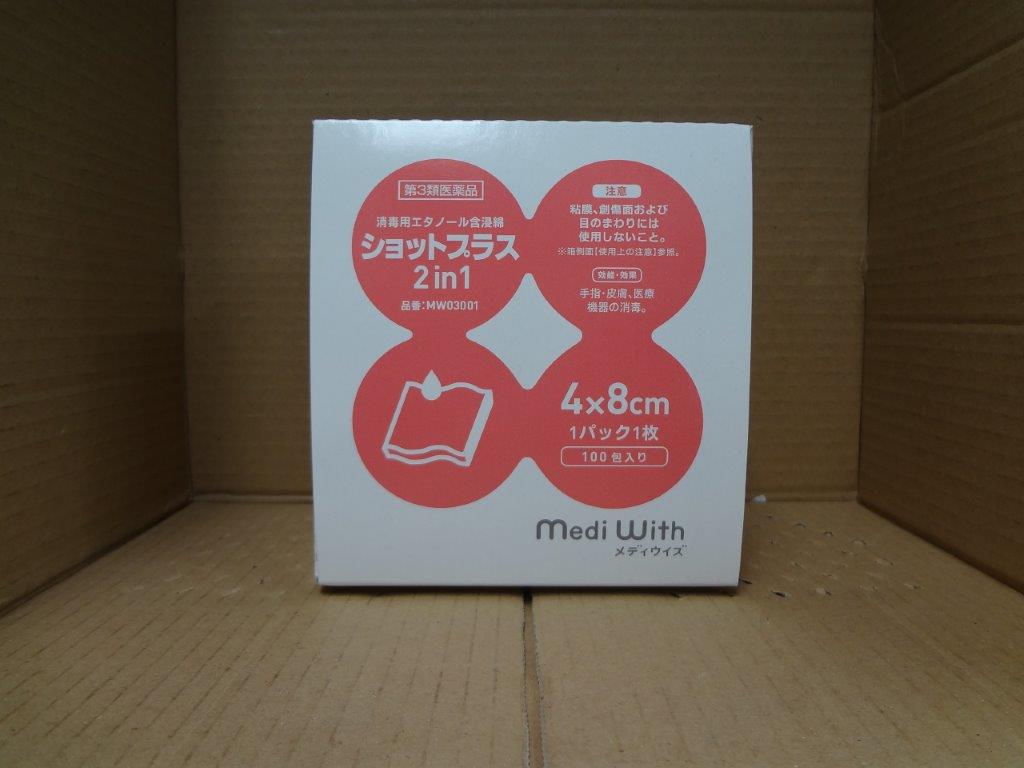 第3類医薬品
消毒用エタノール含浸綿
ショットプラス
2in1
品番:MW03001
注意
粘膜、創傷面および
目のまわりには
使用しないこと。
※箱側面【使用上の注意】参照。
効能・効果
手指・皮膚、医療
機器の消毒。
4×8cm
1パック1枚
100包入り
Medi With
メディウイズ